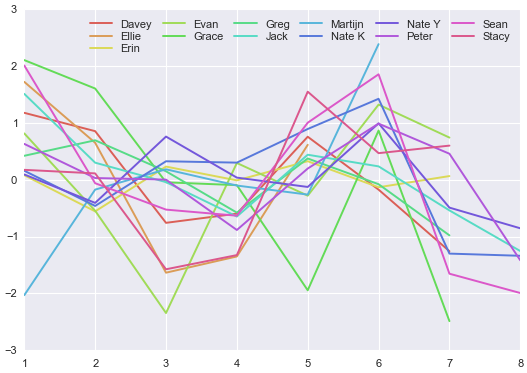 3
Davey Evan Greg Martijn Nate Y Sean
Ellie Grace Jack Nate K Peter Stacy
Erin
2
1
0
−1
−2
−3
1 2 3 4 5 6 7 8